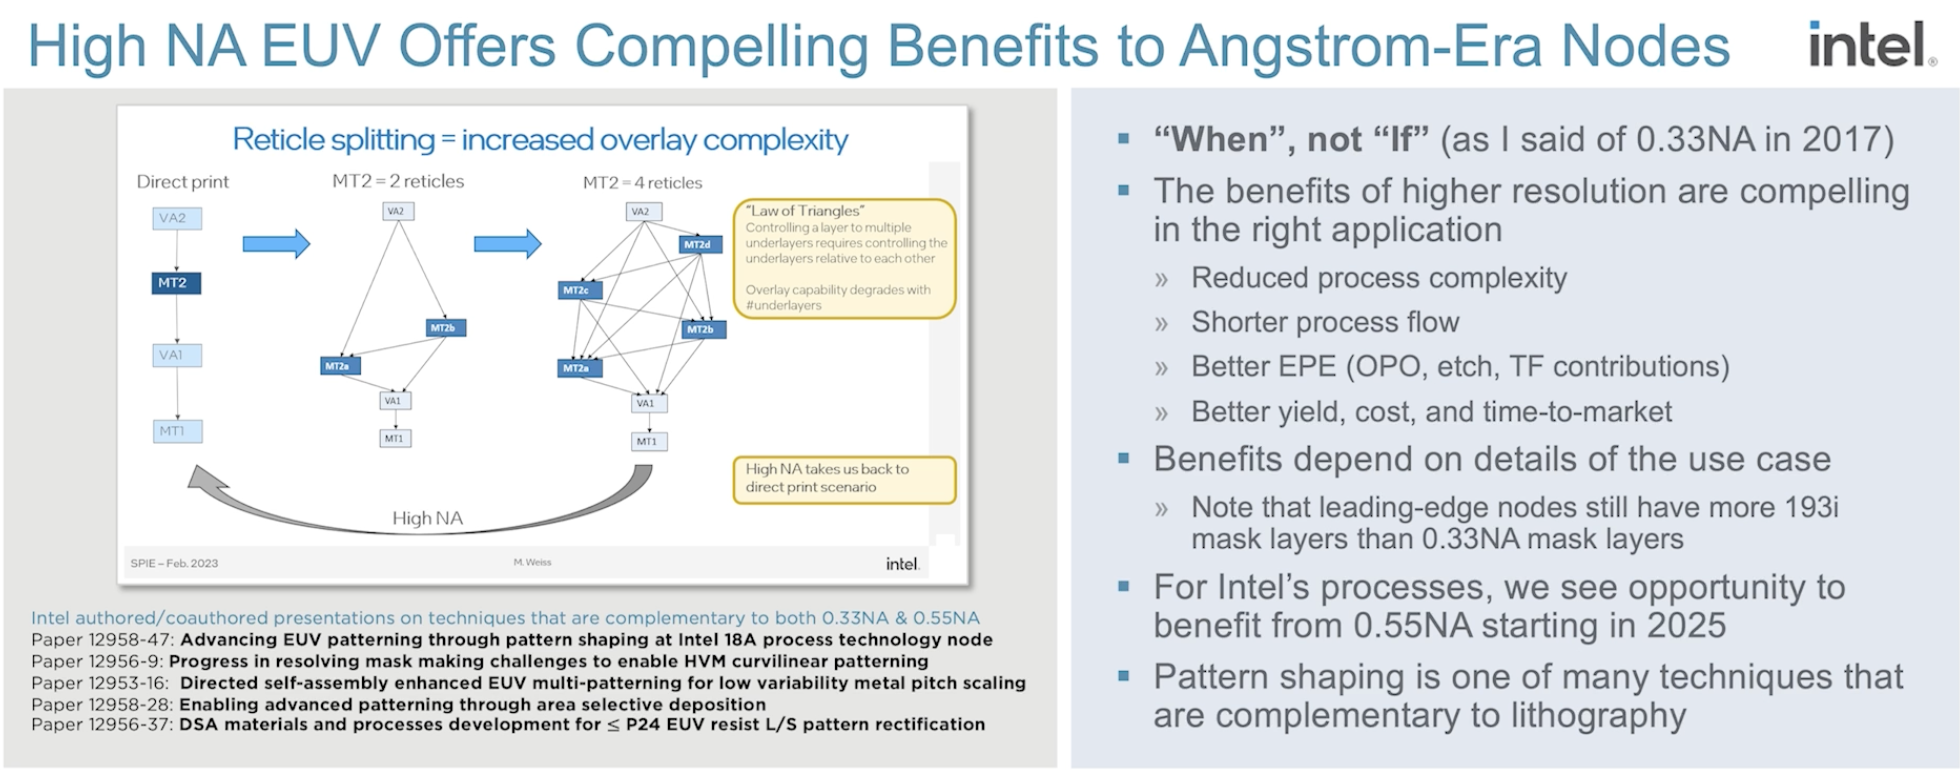 High NA EUV Offers Compelling Benefits to Angstrom-Era Nodes
intel®
Reticle splitting = increased overlay complexity
Direct print
VA2
MT2
VA1
MT1
MT2 = 2 reticles
VA2
MT2b
MT2a
VA1
MT1
MT2 = 4 reticles
VA2
MT2d
MT2c
MT2b
MT2a
VA1
MT1
"Law of Triangles"
Controlling a layer to multiple
underlayers requires controlling the
underlayers relative to each other
Overlay capability degrades with
#underlayers
High NA takes us back to
direct print scenario
High NA
SPIE – Feb. 2023
M. Weiss
intel.
Intel authored/coauthored presentations on techniques that are complementary to both 0.33NA & 0.55NA
Paper 12958-47: Advancing EUV patterning through pattern shaping at Intel 18A process technology node
Paper 12956-9: Progress in resolving mask making challenges to enable HVM curvilinear patterning
Paper 12953-16: Directed self-assembly enhanced EUV multi-patterning for low variability metal pitch scaling
Paper 12958-28: Enabling advanced patterning through area selective deposition
Paper 12956-37: DSA materials and processes development for ≤ P24 EUV resist L/S pattern rectification
▪ “When”, not “If” (as I said of 0.33NA in 2017)
▪ The benefits of higher resolution are compelling
in the right application
» Reduced process complexity
» Shorter process flow
» Better EPE (OPO, etch, TF contributions)
» Better yield, cost, and time-to-market
▪ Benefits depend on details of the use case
» Note that leading-edge nodes still have more 193i
mask layers than 0.33NA mask layers
▪ For Intel’s processes, we see opportunity to
benefit from 0.55NA starting in 2025
▪ Pattern shaping is one of many techniques that
are complementary to lithography